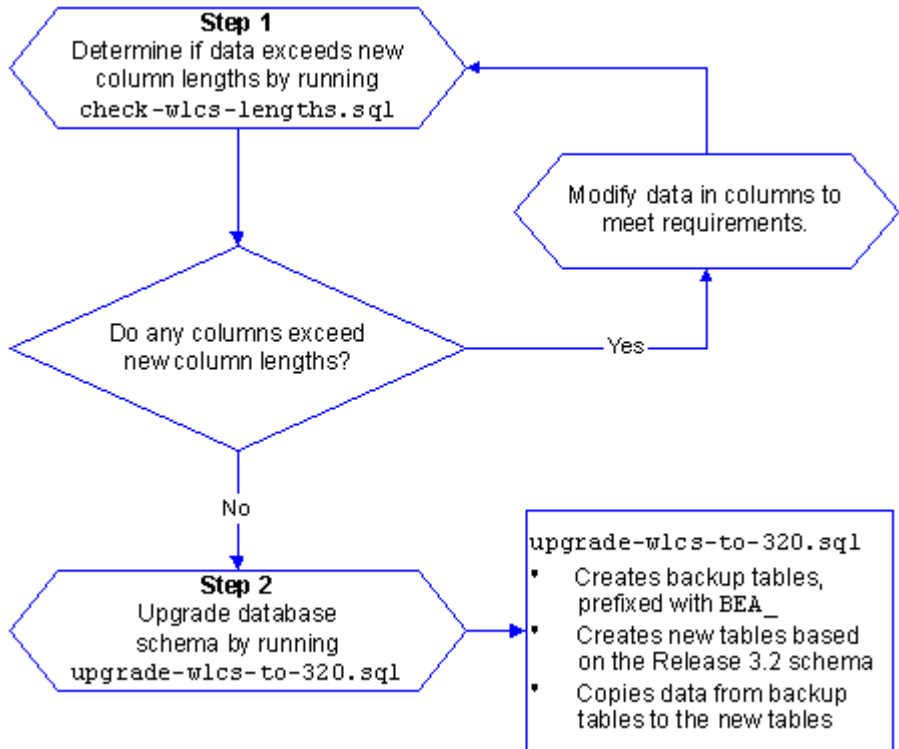 Step 1
Determine if data exceeds new
column lengths by running
check-wlcs-lengths.sql
Modify data in columns to
meet requirements.
Do any columns exceed
new column lengths?
Yes
No
Step 2
Upgrade database
schema by running
upgrade-wlcs-to-320.sql
upgrade-wlcs-to-320.sql
• Creates backup tables,
prefixed with BEA_
• Creates new tables based
on the Release 3.2 schema
• Copies data from backup
tables to the new tables